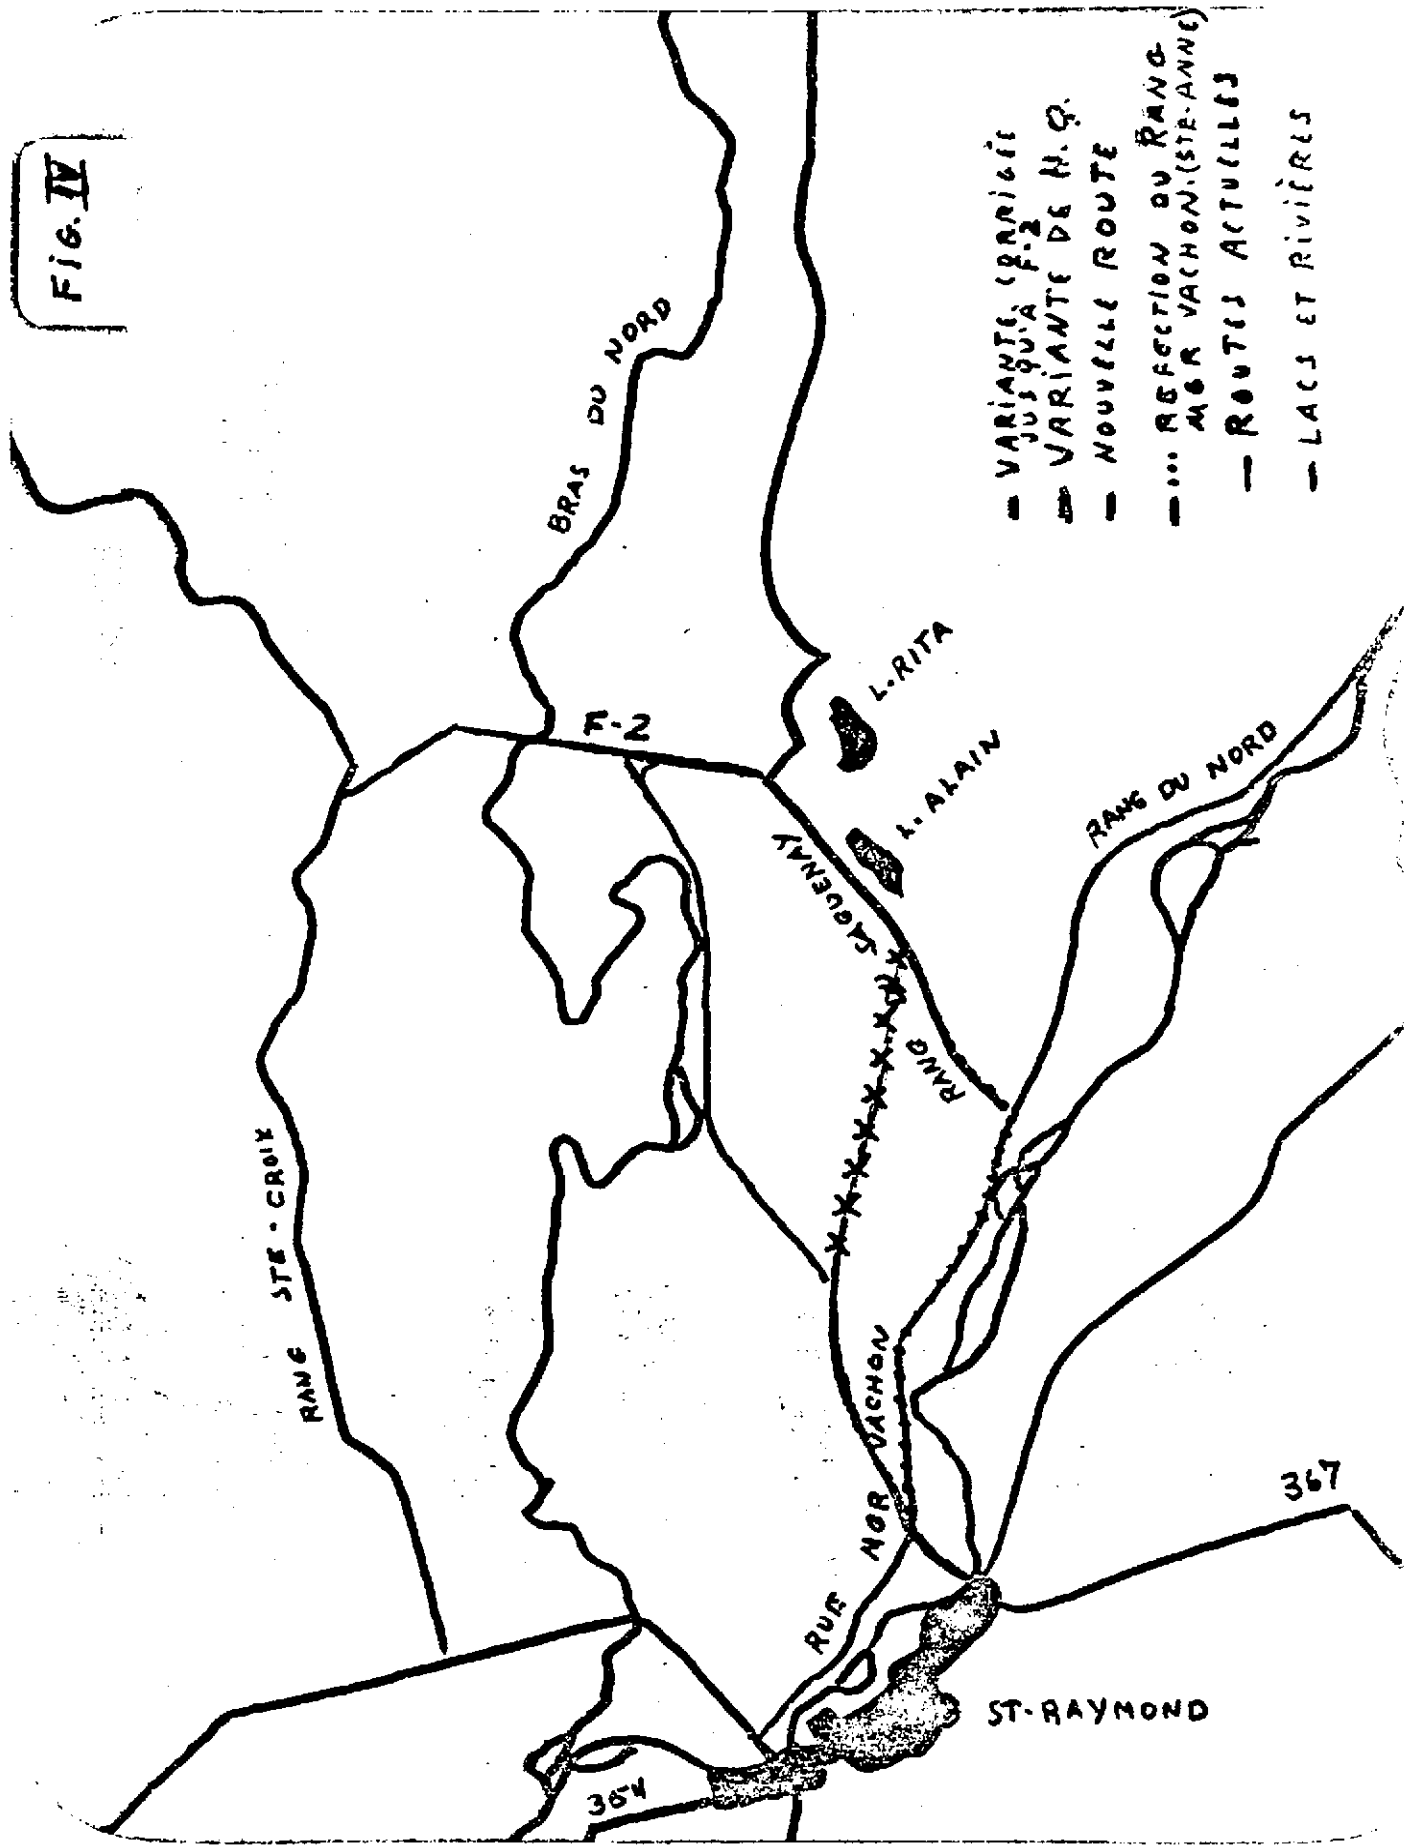 FIG. IV
BRAS DU NORD
F-2
L. RITA
L. ALAIN
RANG SAGUENAY
RANG DU NORD
RANG STE-CROIX
RUE MGR VACHON
367
354
ST-RAYMOND
— VARIANTE CORRIGÉE
JUSQU'À F-2
— VARIANTE DE H.Q.
— NOUVELLE ROUTE
—... REFECTION DU RANG
MGR VACHON.(STE-ANNE)
— ROUTES ACTUELLES
— LACS ET RIVIÈRES